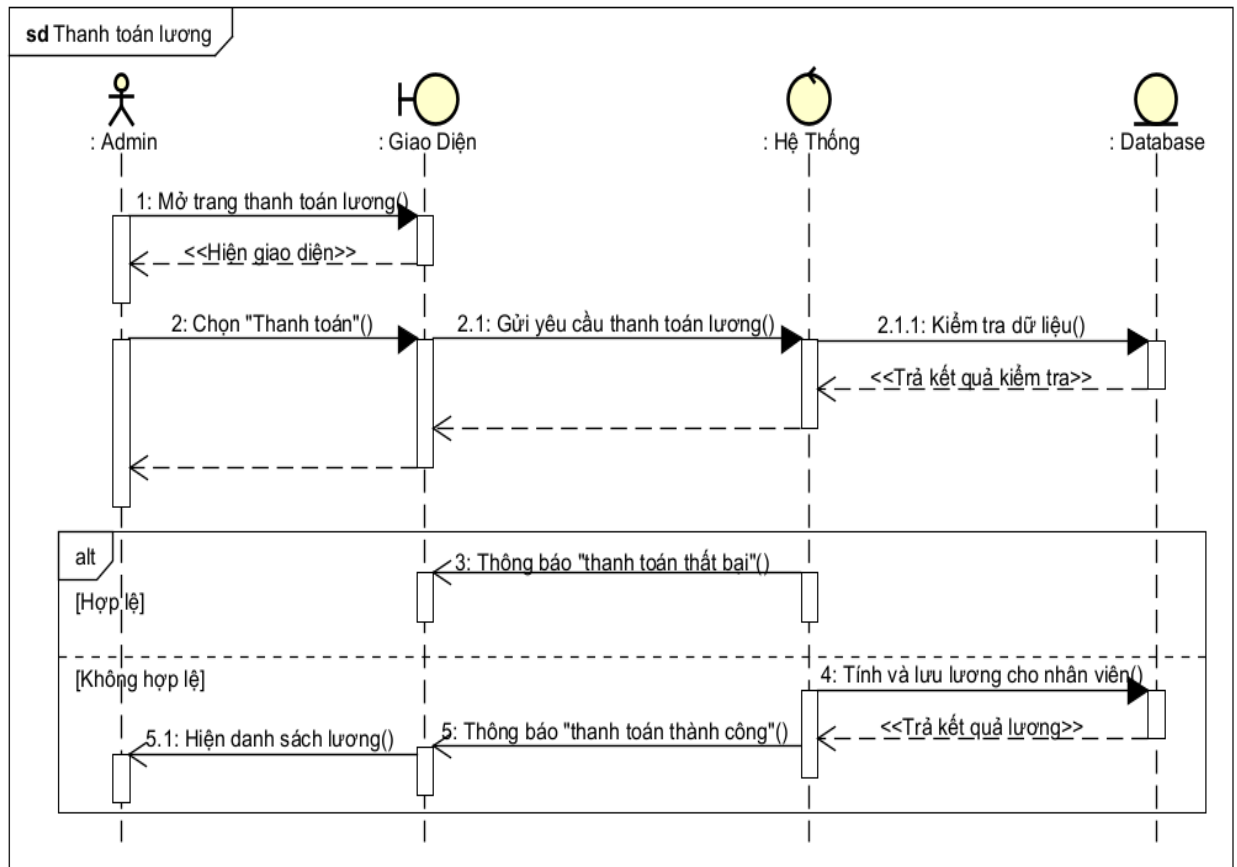 sd Thanh toán lương
: Admin
: Giao Diện
: Hệ Thống
: Database
1: Mở trang thanh toán lương()
<<Hiện giao diện>>
2: Chọn "Thanh toán"()
2.1: Gửi yêu cầu thanh toán lương()
2.1.1: Kiểm tra dữ liệu()
<<Trả kết quả kiểm tra>>
alt
3: Thông báo "thanh toán thất bại"()
[Hợp lệ]
[Không hợp lệ]
4: Tính và lưu lương cho nhân viên()
<<Trả kết quả lương>>
5: Thông báo "thanh toán thành công"()
5.1: Hiện danh sách lương()